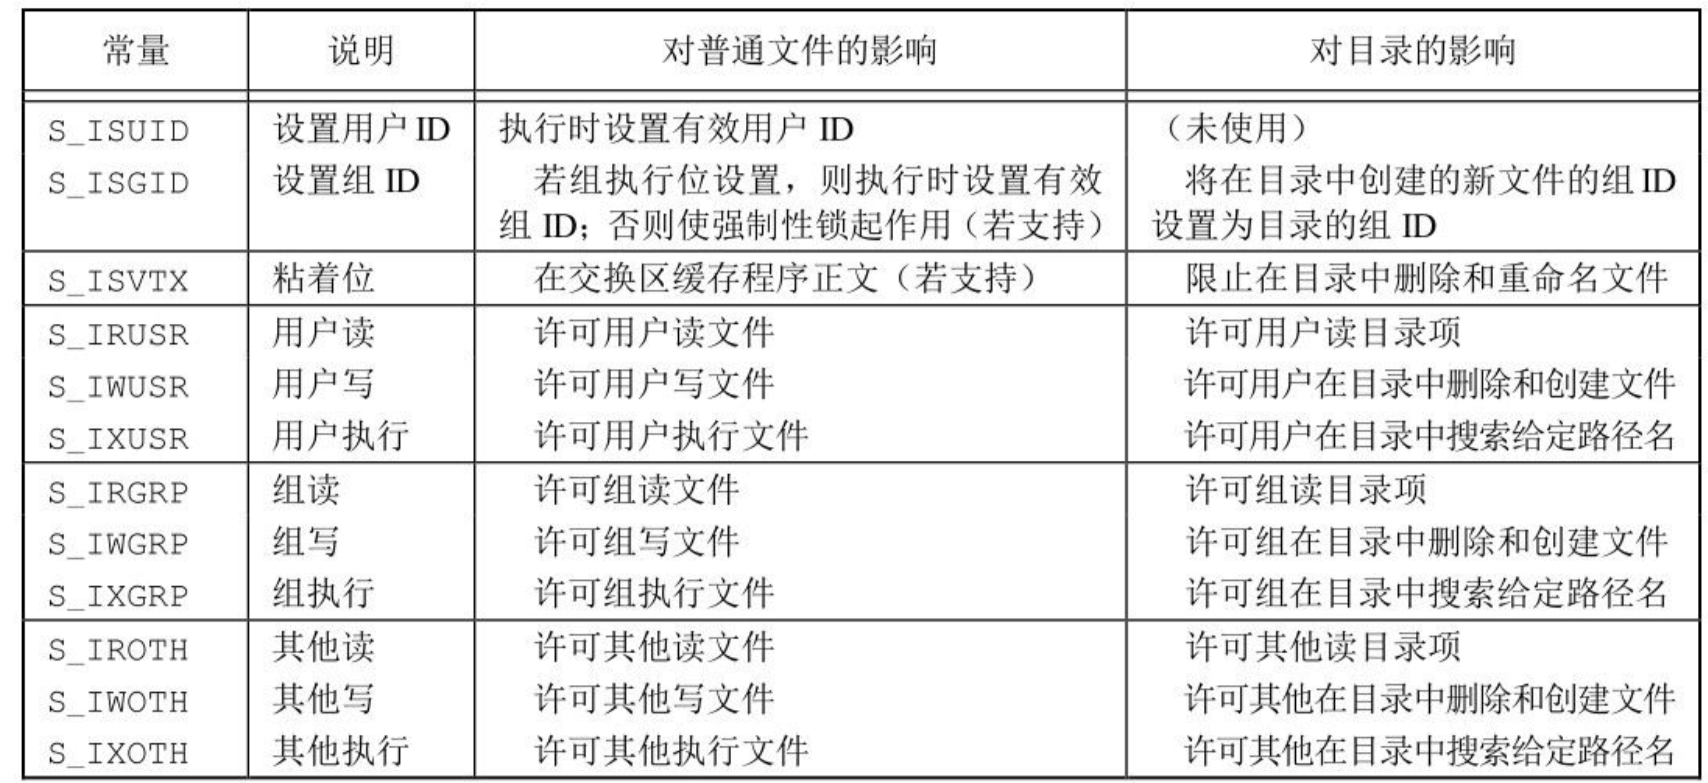 常量 说明 对普通文件的影响 对目录的影响
S_ISUID 设置用户 ID 执行时设置有效用户 ID （未使用）
S_ISGID 设置组 ID 若组执行位设置，则执行时设置有效 将在目录中创建的新文件的组 ID
组 ID；否则使强制性锁起作用（若支持） 设置为目录的组 ID
S_ISVTX 粘着位 在交换区缓存程序正文（若支持） 限止在目录中删除和重命名文件
S_IRUSR 用户读 许可用户读文件 许可用户读目录项
S_IWUSR 用户写 许可用户写文件 许可用户在目录中删除和创建文件
S_IXUSR 用户执行 许可用户执行文件 许可用户在目录中搜索给定路径名
S_IRGRP 组读 许可组读文件 许可组读目录项
S_IWGRP 组写 许可组写文件 许可组在目录中删除和创建文件
S_IXGRP 组执行 许可组执行文件 许可组在目录中搜索给定路径名
S_IROTH 其他读 许可其他读文件 许可其他读目录项
S_IWOTH 其他写 许可其他写文件 许可其他在目录中删除和创建文件
S_IXOTH 其他执行 许可其他执行文件 许可其他在目录中搜索给定路径名